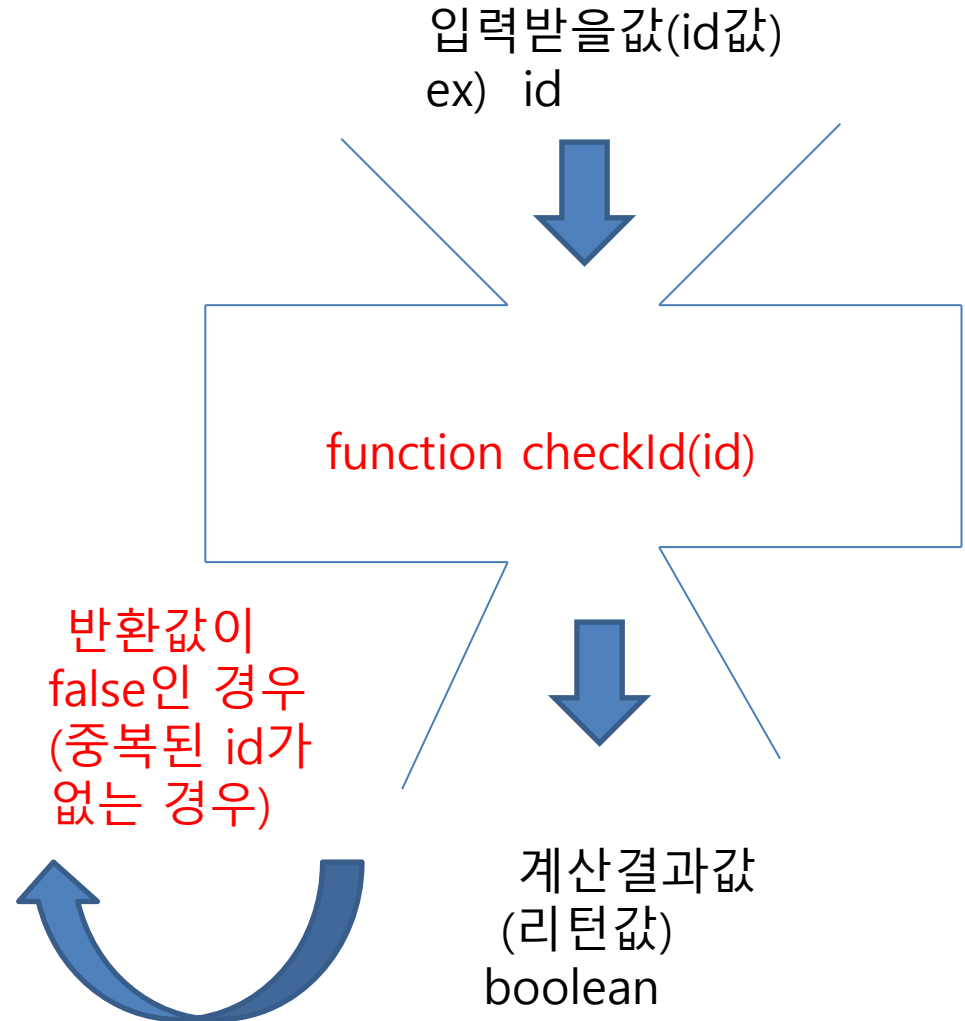 입력받을값(id값)
ex) id
function checkId(id)
반환값이
false인 경우
(중복된 id가
없는 경우)
계산결과값
(리턴값)
boolean